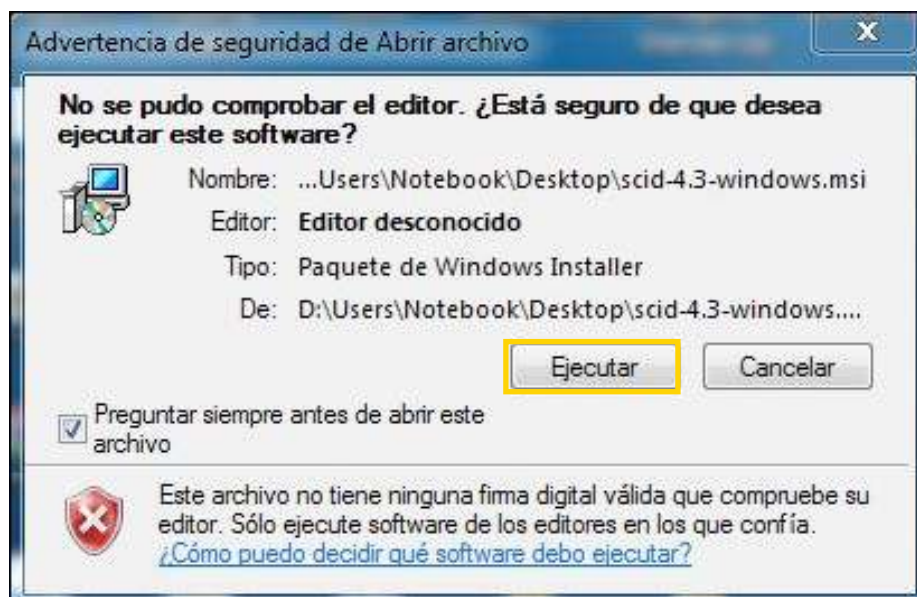 Advertencia de seguridad de Abrir archivo
No se pudo comprobar el editor. ¿Está seguro de que desea
ejecutar este software?
Nombre: ...Users\Notebook\Desktop\scid-4.3-windows.msi
Editor: Editor desconocido
Tipo: Paquete de Windows Installer
De: D:\Users\Notebook\Desktop\scid-4.3-windows....
Ejecutar Cancelar
Preguntar siempre antes de abrir este
archivo
Este archivo no tiene ninguna firma digital válida que compruebe su
editor. Sólo ejecute software de los editores en los que confía.
¿Cómo puedo decidir qué software debo ejecutar?